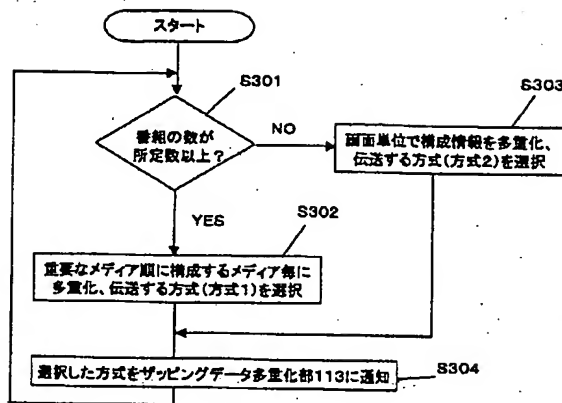 スタート
S301
番組の数が
所定数以上？
NO
S303
画面単位で構成情報を多重化、
伝送する方式(方式2)を選択
YES
S302
重要なメディア順に構成するメディア毎に
多重化、伝送する方式(方式1)を選択
選択した方式をザッピングデータ多重化部113に通知
S304